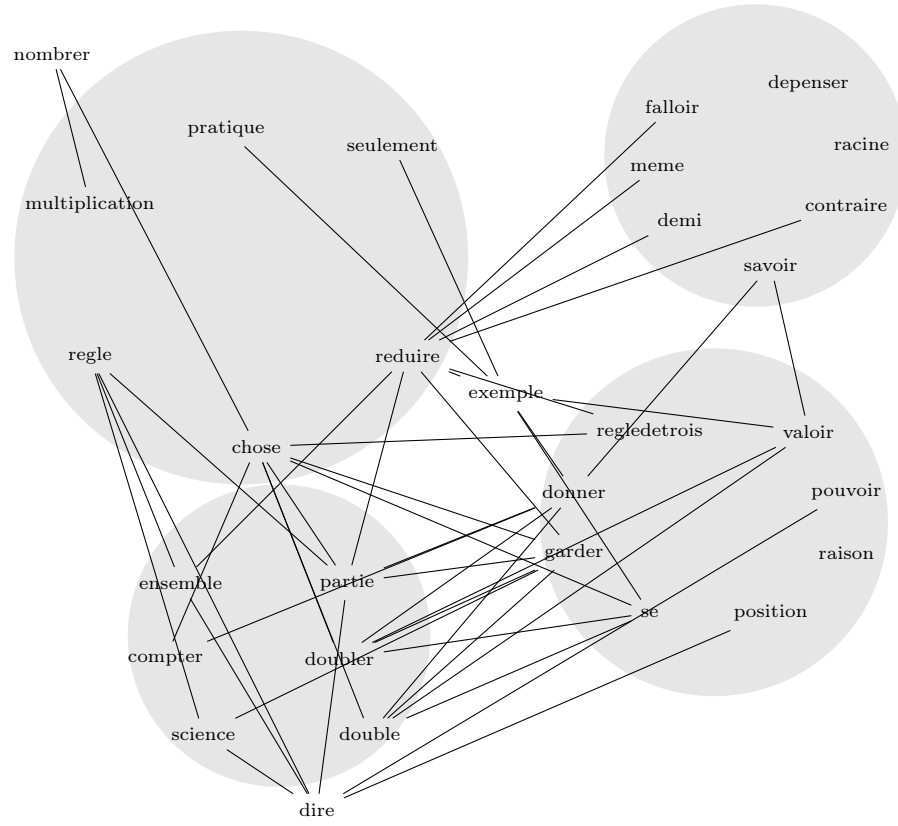 nombrer
depenser
falloir
pratique
seulement
racine
meme
multiplication
contraire
demi
savoir
regle
reduire
exemple
regledetrois
valoir
chose
donner
pouvoir
garder
raison
ensemble
partie
se
position
compter
doubler
science
double
dire